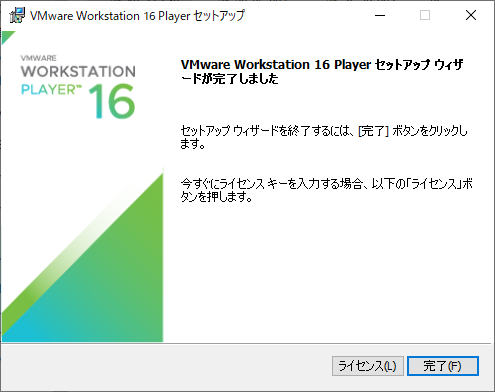 VMware Workstation 16 Player セットアップ
VMWARE
WORKSTATION
PLAYER™ 16
VMware Workstation 16 Player セットアップ ウィザ
ードが完了しました
セットアップ ウィザードを終了するには、[完了] ボタンをクリックし
ます。
今すぐにライセンス キーを入力する場合、以下の「ライセンス」ボ
タンを押します。
ライセンス(L)
完了(F)